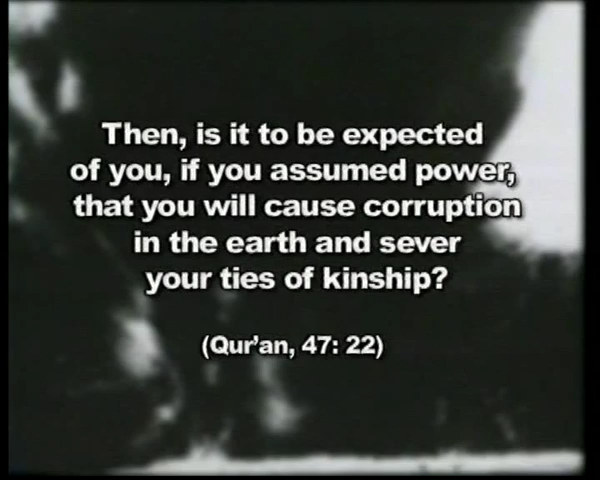 Then, is it to be expected
of you, if you assumed power,
that you will cause corruption
in the earth and sever
your ties of kinship?
(Qur'an, 47: 22)